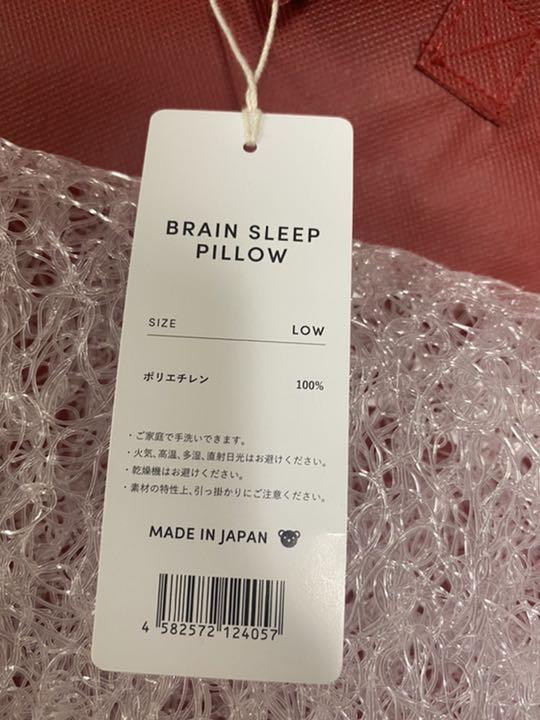 BRAIN SLEEP
PILLOW
SIZE LOW
ポリエチレン 100%
・ご家庭で手洗いできます。
・火気、高温、多湿、直射日光はお避けください。
・乾燥機はお避けください。
・素材の特性上、引っ掛かりにご注意ください。
MADE IN JAPAN
4 582572 124057